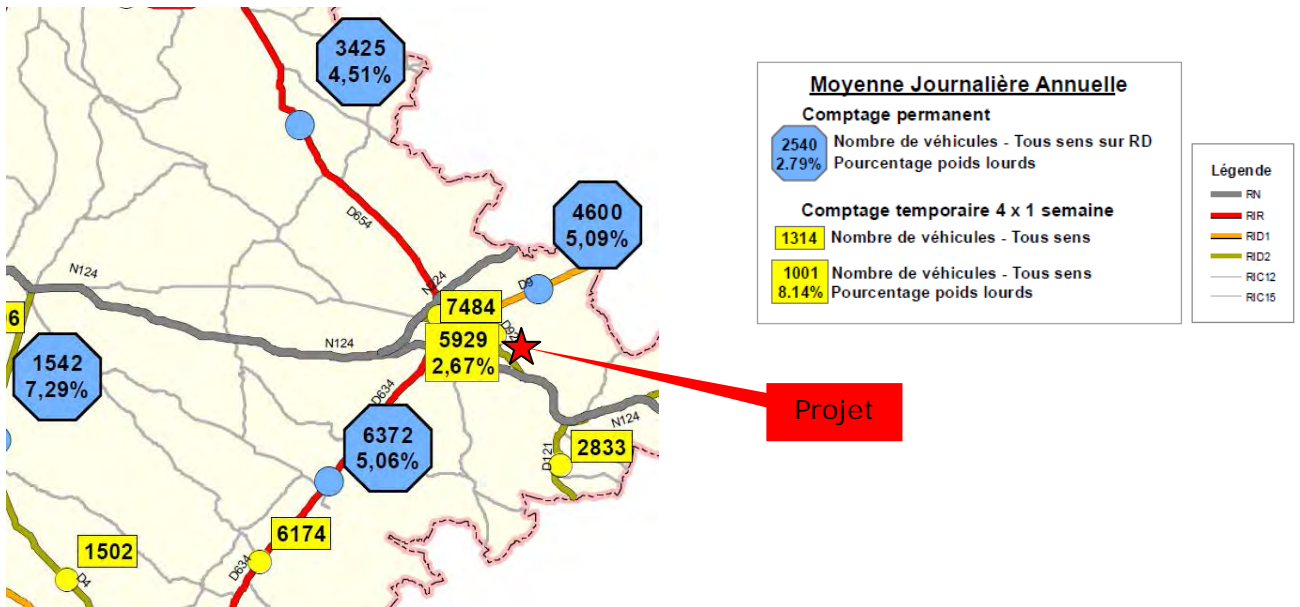 3425
4,51%
D654
4600
5,09%
N124
N124
D9
7484
D92
5929
2,67%
N124
1542
7,29%
D634
6372
5,06%
N124
D121
2833
6174
D634
1502
D4
Projet
Moyenne Journalière Annuelle
Comptage permanent
2540
2.79%
Nombre de véhicules - Tous sens sur RD
Pourcentage poids lourds
Comptage temporaire 4 x 1 semaine
1314
Nombre de véhicules - Tous sens
1001
8.14%
Nombre de véhicules - Tous sens
Pourcentage poids lourds
Légende
RN
RIR
RID1
RID2
RIC12
RIC15